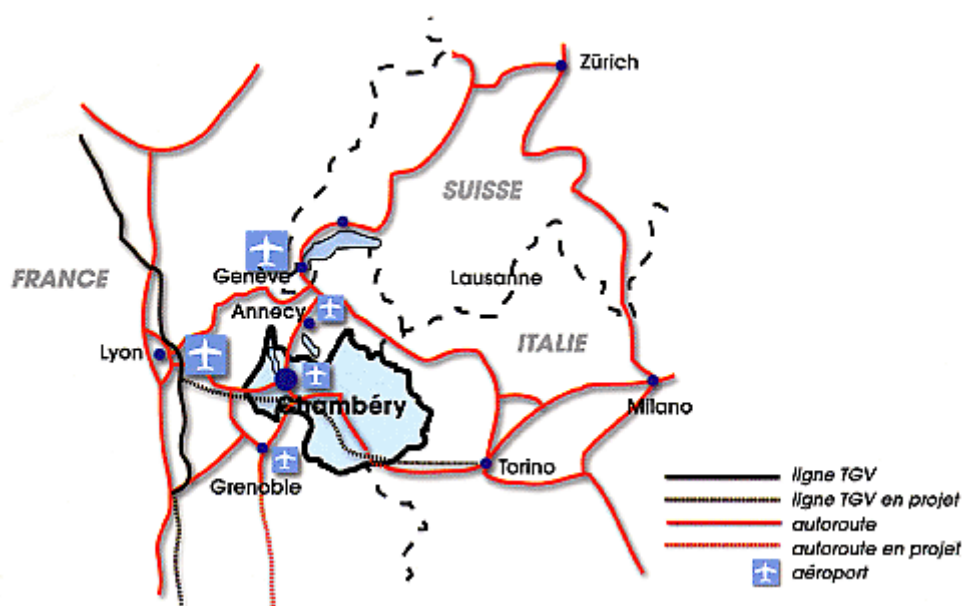 Zürich
SUISSE
FRANCE
Genève
Lausanne
Annecy
ITALIE
Lyon
Chambéry
Milano
Torino
Grenoble
ligne TGV
ligne TGV en projet
autoroute
autoroute en projet
aéroport